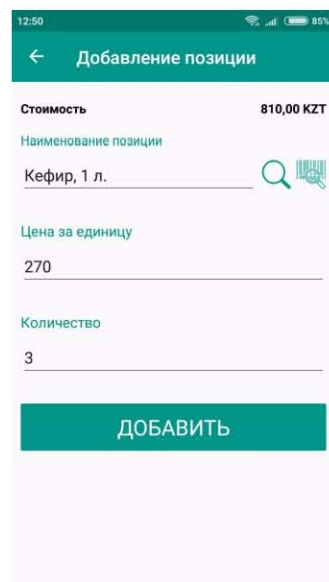 12:50 85%
Добавление позиции
Стоимость 810,00 KZT
Наименование позиции
Кефир, 1 л.
Цена за единицу
270
Количество
3
ДОБАВИТЬ